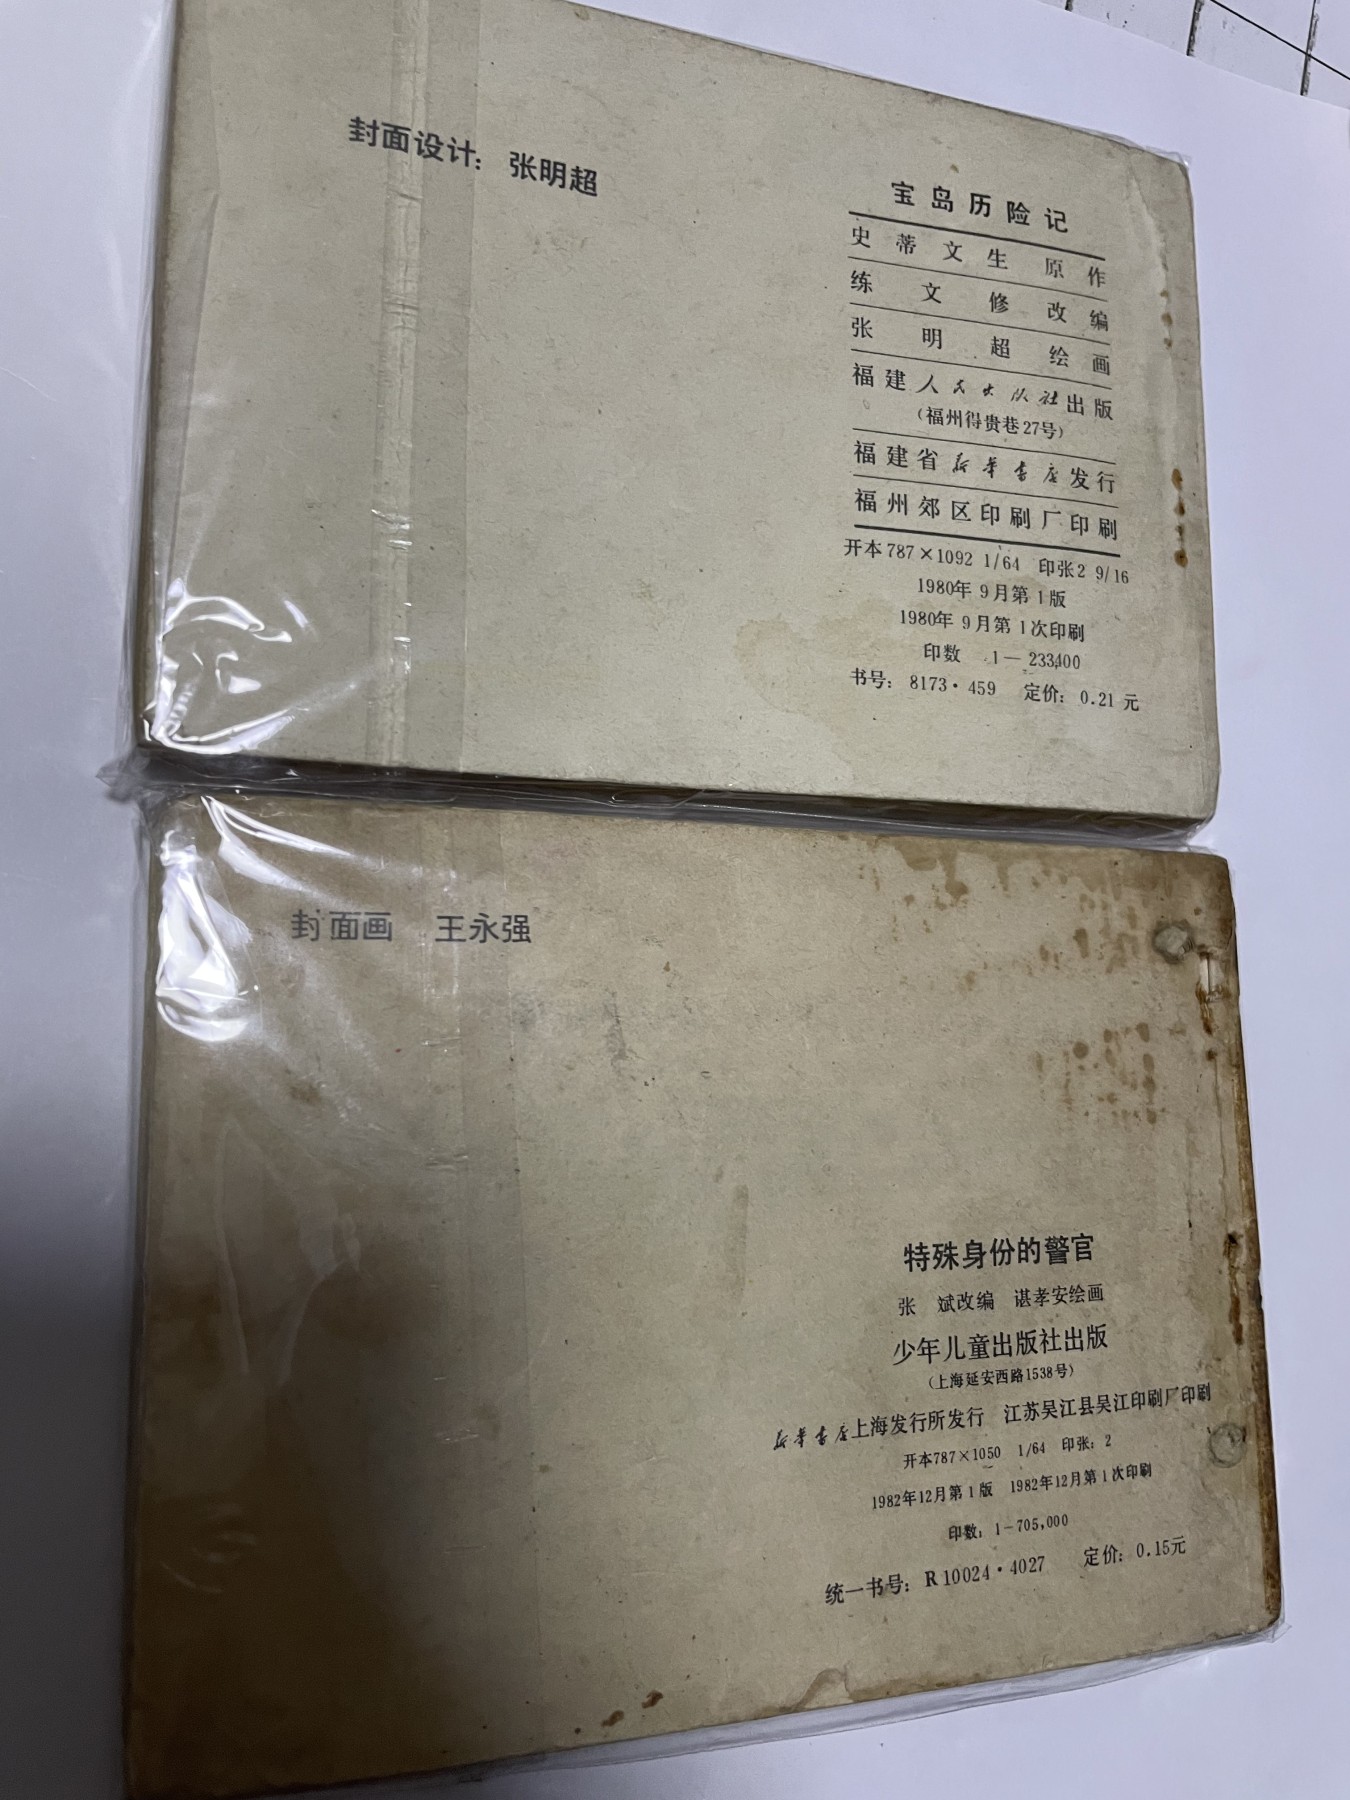 封面设计：张明超
宝岛历险记
史蒂文生原作
练文修改编
张明超绘画
福建人民出版社出版
（福州得贵巷27号）
福建省新华书店发行
福州郊区印刷厂印刷
开本787×1092 1/64 印张2 9/16
1980年9月第1版
1980年9月第1次印刷
印数 1—233,400
书号：8173·459 定价：0.21元
封面画 王永强
特殊身份的警官
张 斌改编 谌孝安绘画
少年儿童出版社出版
（上海延安西路1538号）
新华书店上海发行所发行 江苏吴江县吴江印刷厂印刷
开本787×1050 1/64 印张：2
1982年12月第1版 1982年12月第1次印刷
印数：1－705,000
统一书号：R10024·4027 定价：0.15元